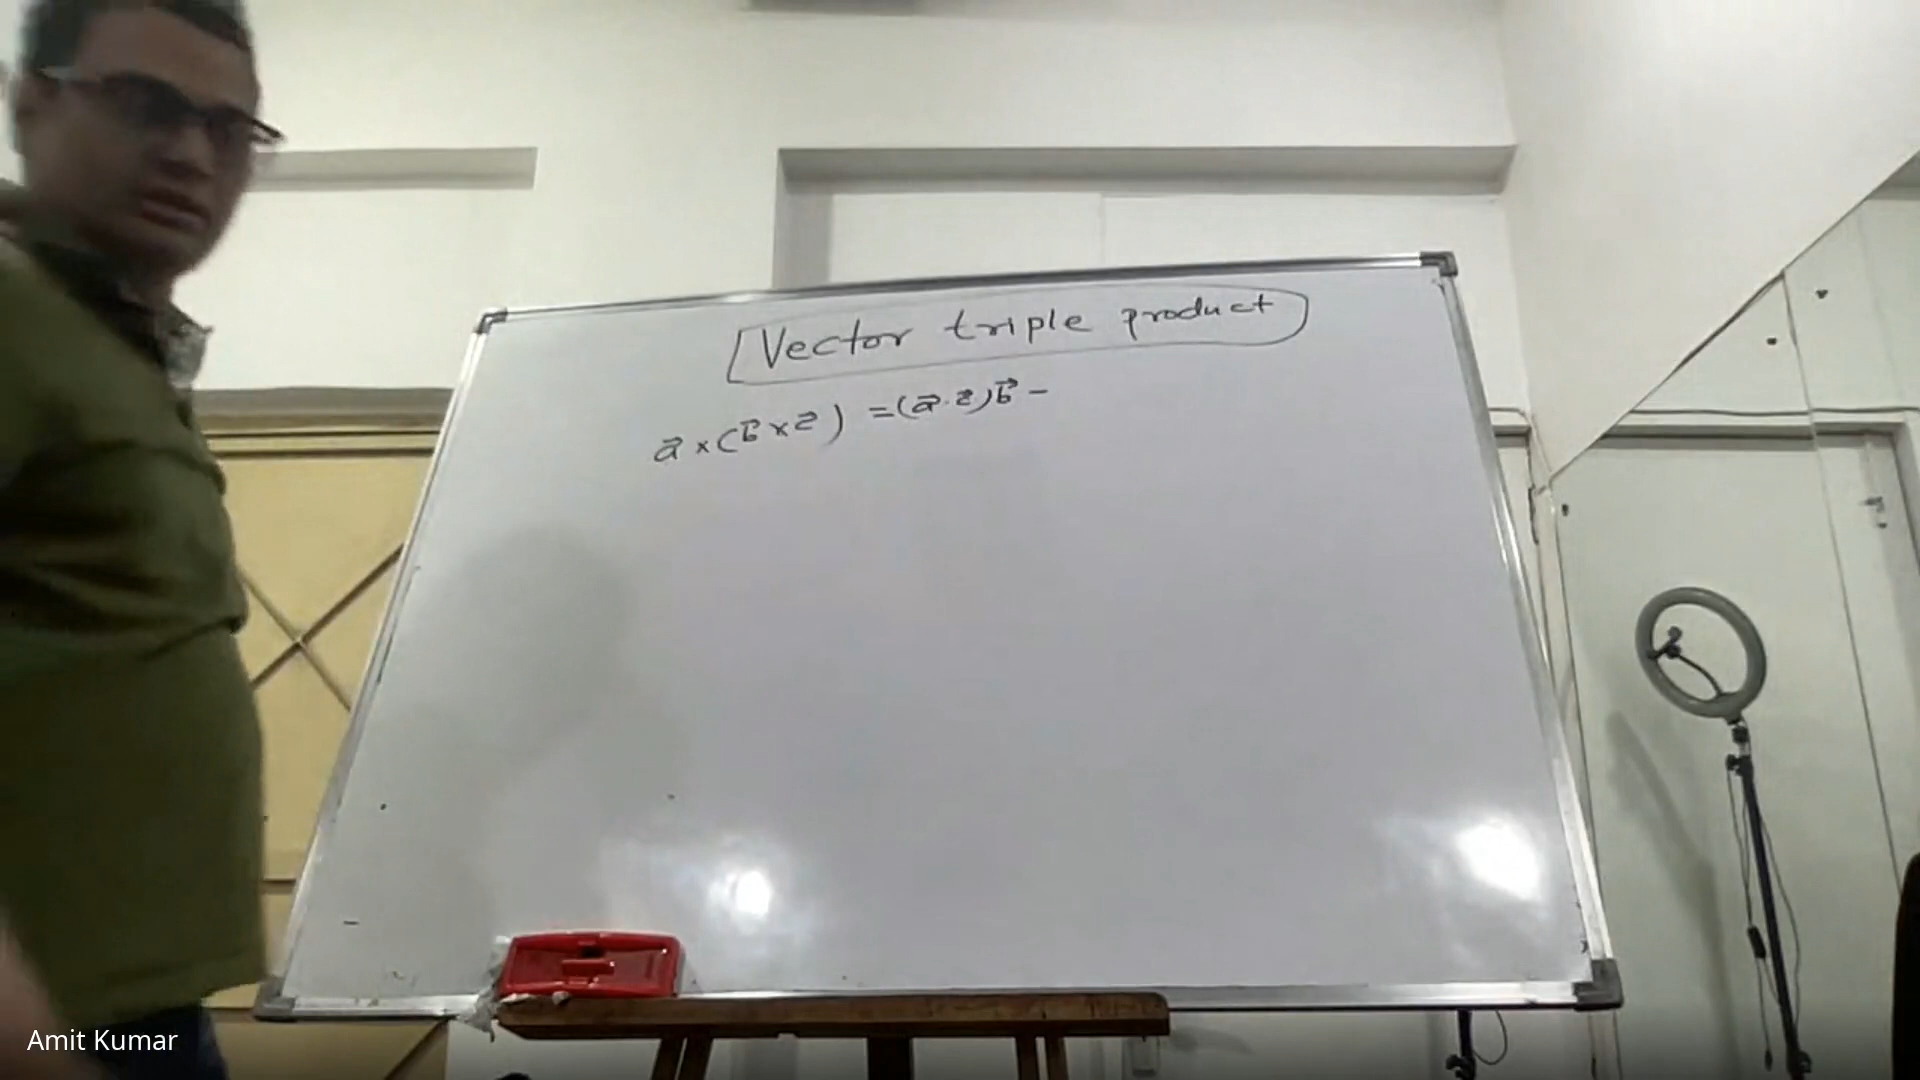 Vector triple product
a⃗ × (b⃗ × c⃗) = (a⃗ · c⃗) b⃗ −
Amit Kumar